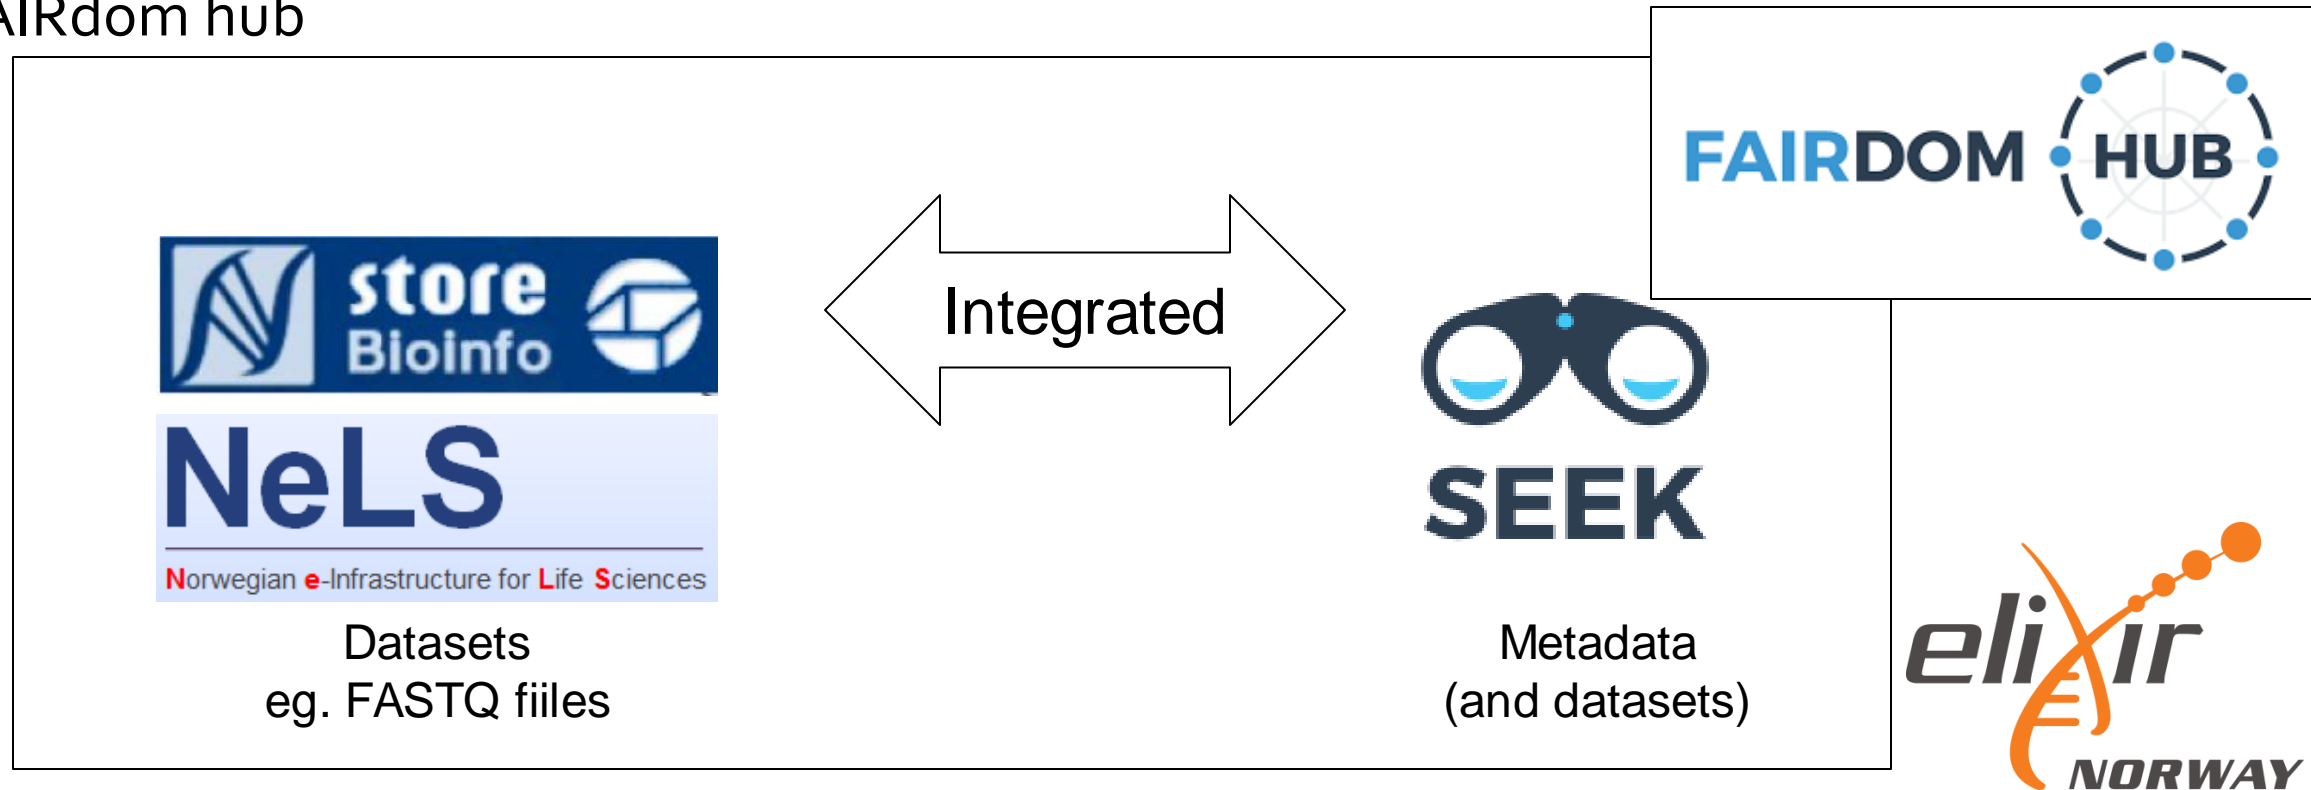 AIRdom hub
FAIRDOM HUB
store
Bioinfo
Integrated
NeLS
Norwegian e-Infrastructure for Life Sciences
SEEK
Datasets
eg. FASTQ fiiles
Metadata
(and datasets)
elixir
NORWAY